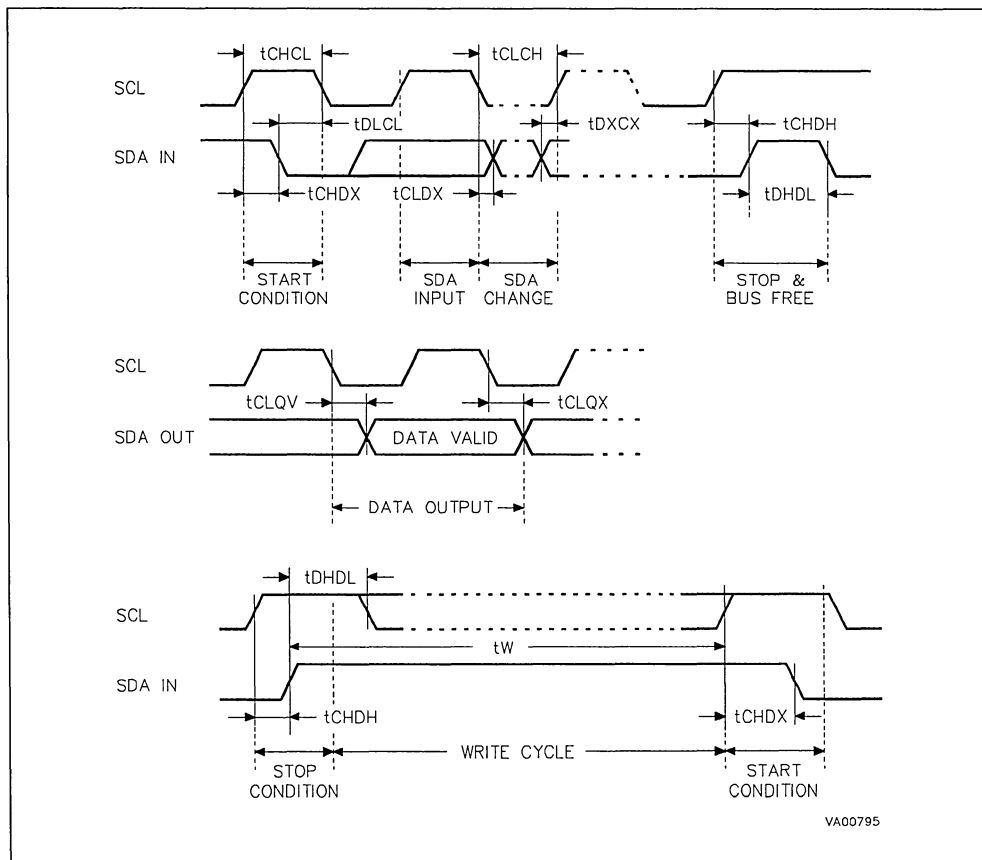 tCHCL
tCLCH
SCL
tDLCL
tDXCX
tCHDH
SDA IN
tCHDX
tCLDX
tDHDL
START
CONDITION
SDA
INPUT
SDA
CHANGE
STOP &
BUS FREE
SCL
tCLQV
tCLQX
SDA OUT
DATA VALID
DATA OUTPUT
tDHDL
SCL
tW
SDA IN
tCHDH
tCHDX
WRITE CYCLE
STOP
CONDITION
START
CONDITION
VA00795